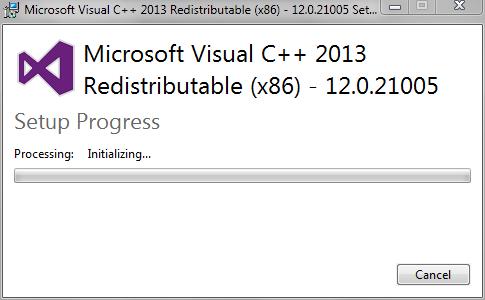 Microsoft Visual C++ 2013 Redistributable (x86) - 12.0.21005 Set...
Microsoft Visual C++ 2013
Redistributable (x86) - 12.0.21005
Setup Progress
Processing: Initializing...
Cancel